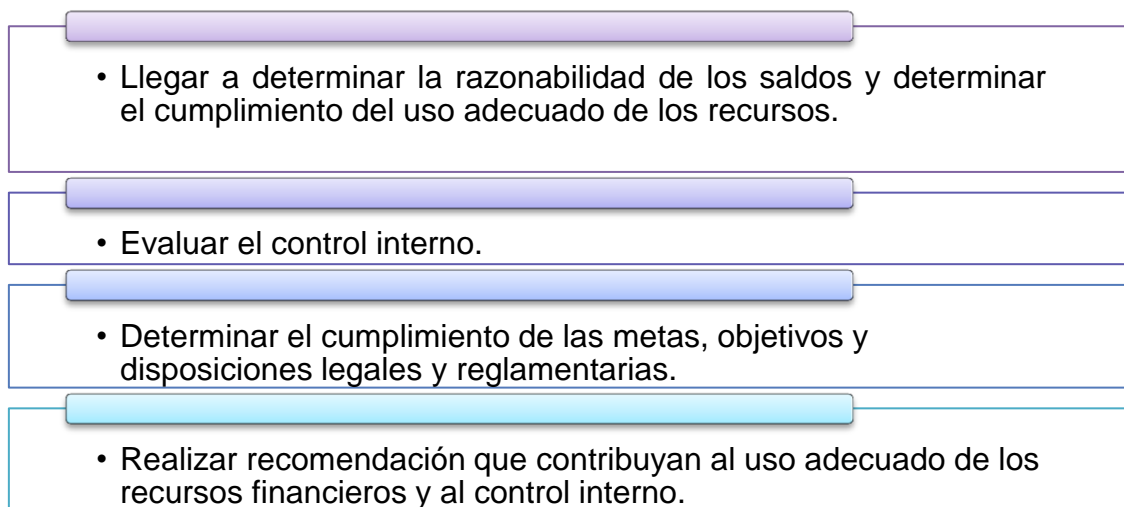 • Llegar a determinar la razonabilidad de los saldos y determinar
el cumplimiento del uso adecuado de los recursos.
• Evaluar el control interno.
• Determinar el cumplimiento de las metas, objetivos y
disposiciones legales y reglamentarias.
• Realizar recomendación que contribuyan al uso adecuado de los
recursos financieros y al control interno.